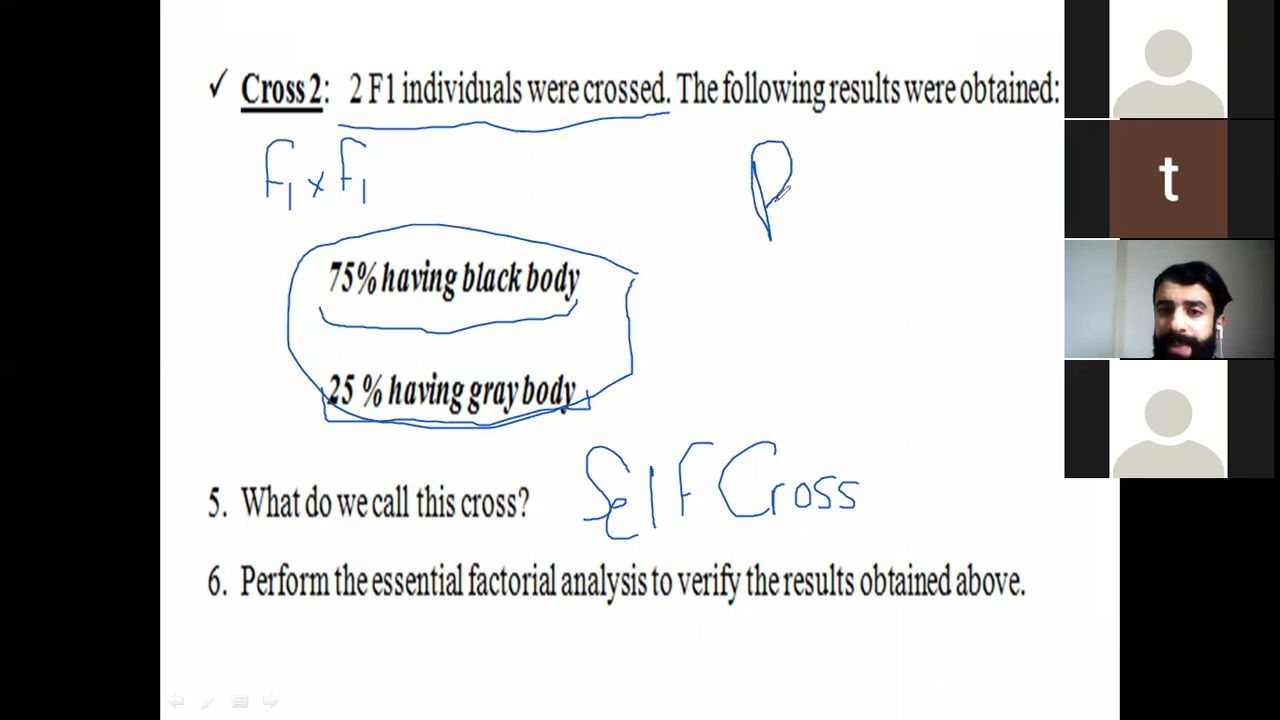 ✓ Cross 2: 2 F1 individuals were crossed. The following results were obtained:
F1 x F1
P
t
75% having black body
25 % having gray body
5. What do we call this cross? SElF Cross
6. Perform the essential factorial analysis to verify the results obtained above.